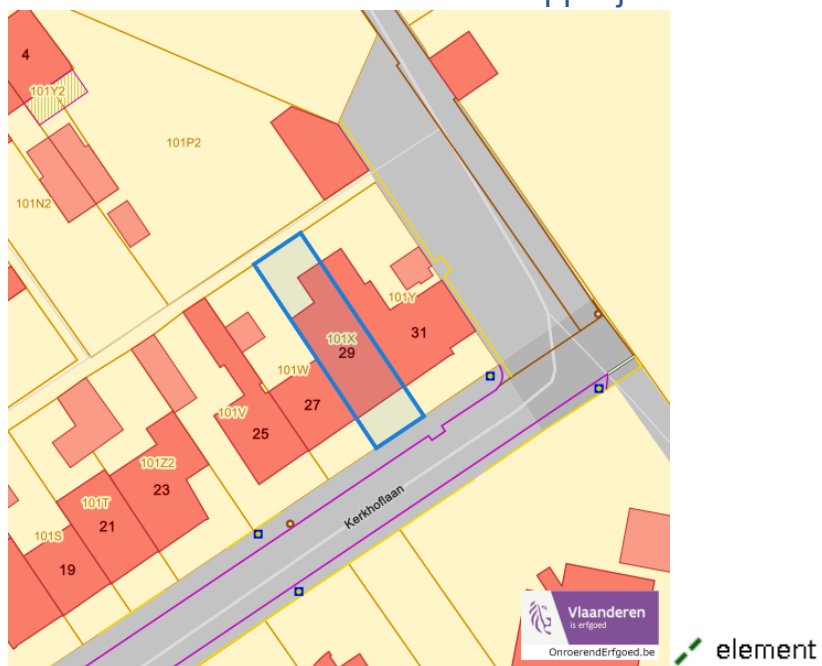 4
101Y2
101P2
101N2
101Y
31
101X
29
101W
27
101V
25
101Z2
23
101T
21
101S
19
Kerkhoflaan
Vlaanderen
is erfgoed
OnroerendErfgoed.be
element